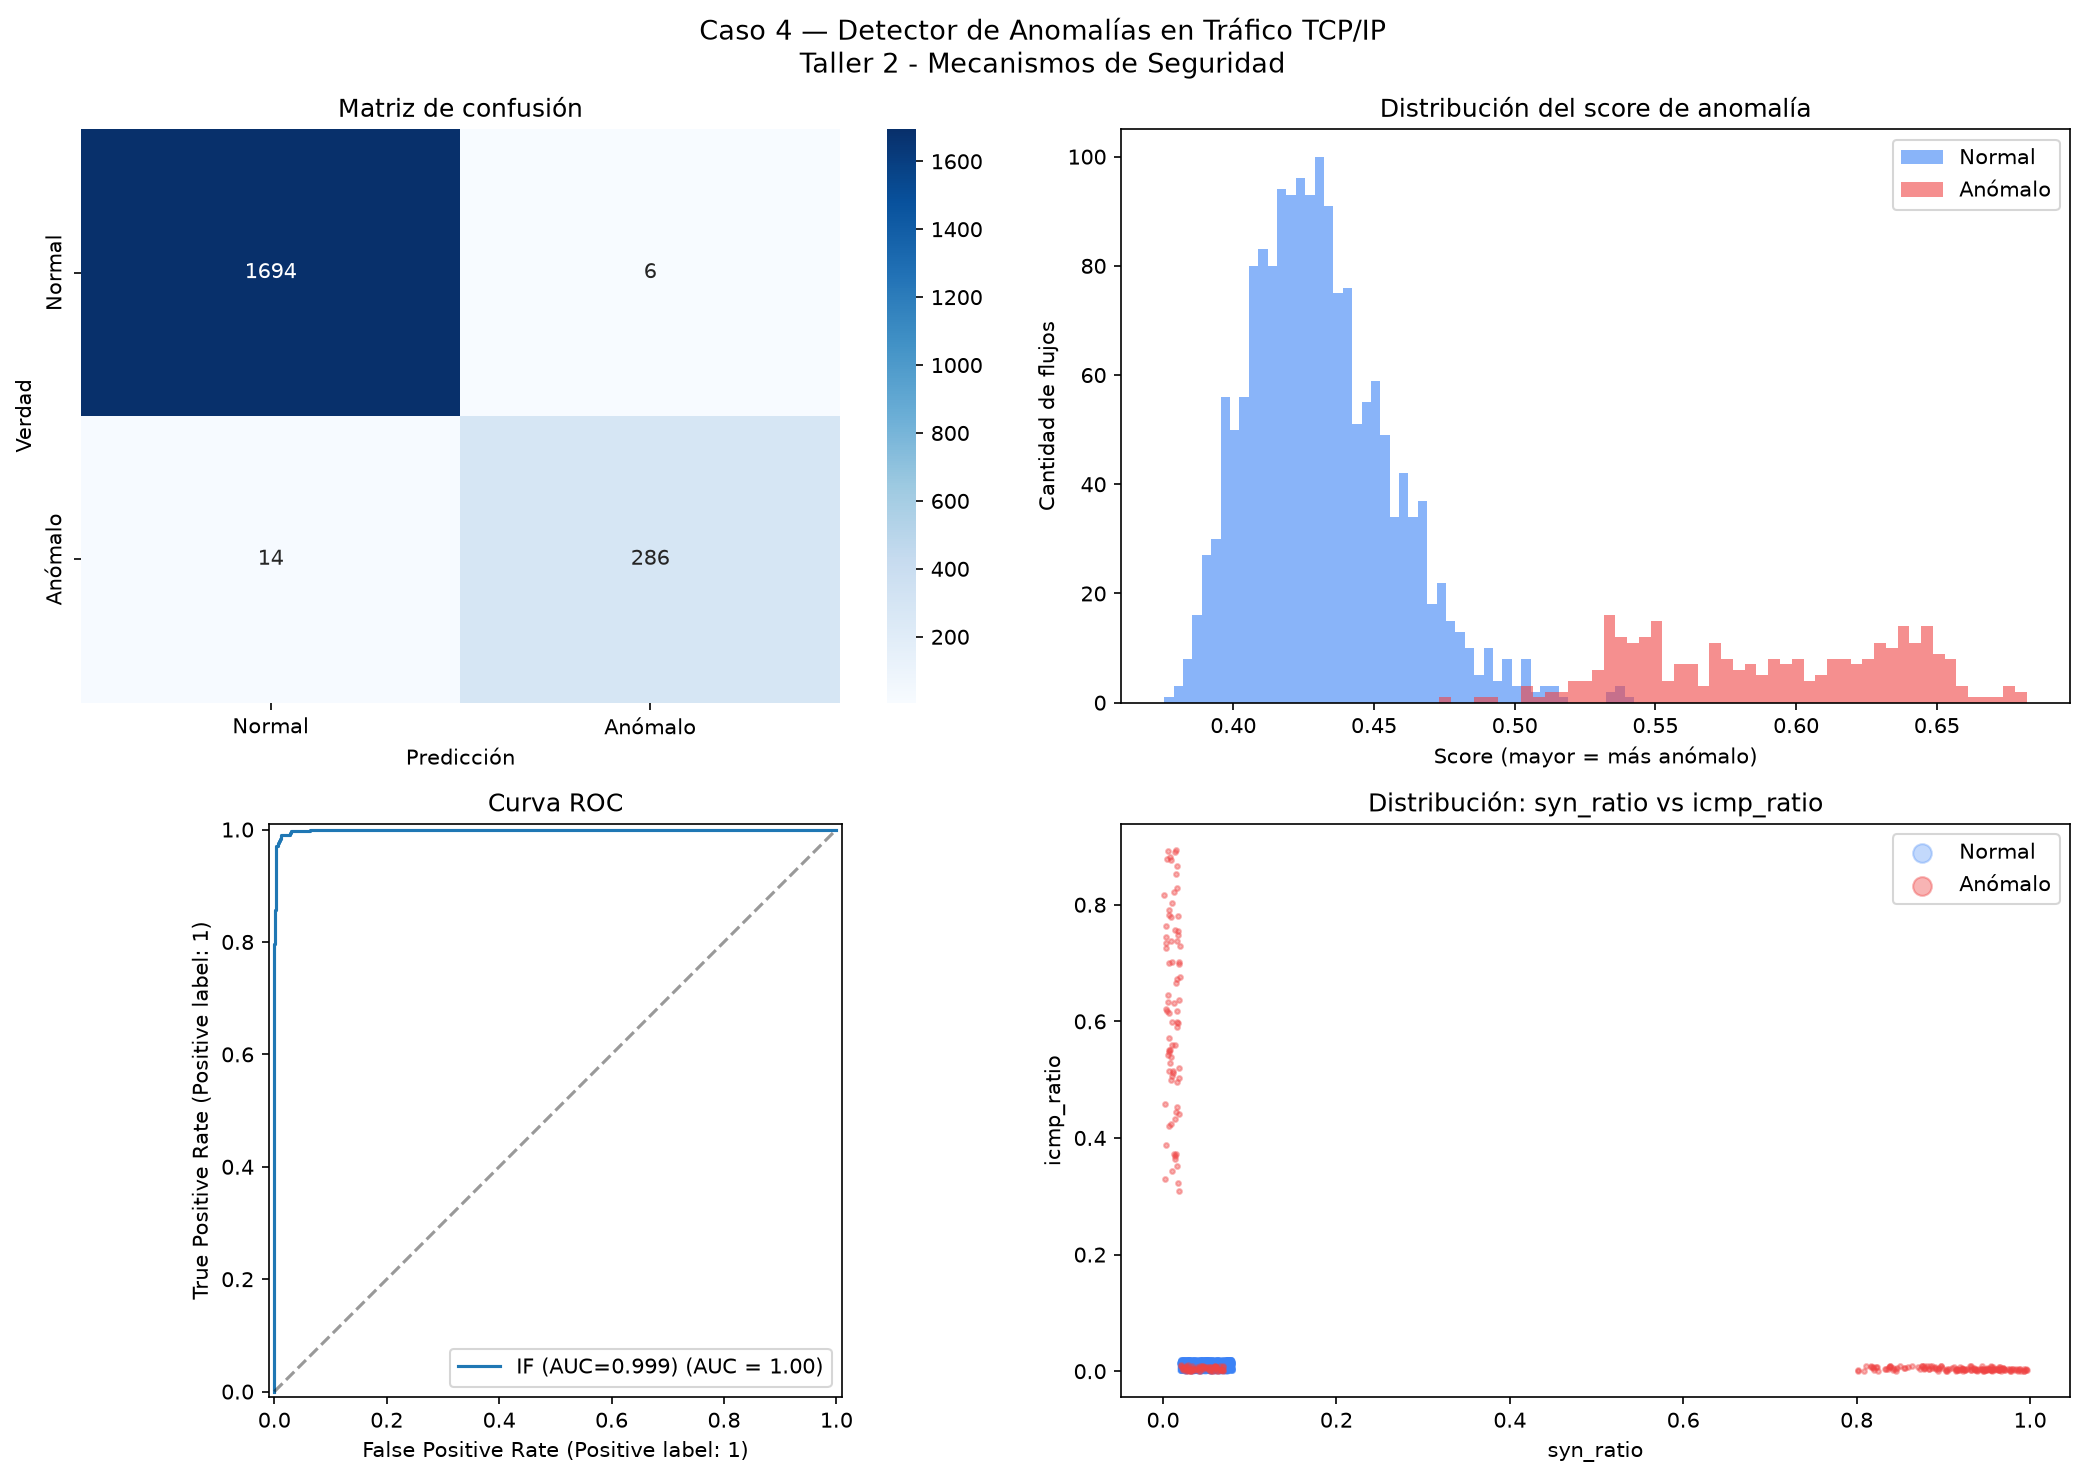 Caso 4 — Detector de Anomalías en Tráfico TCP/IP
Taller 2 - Mecanismos de Seguridad
Matriz de confusión
Verdad
Normal
Anómalo
1694
6
14
286
Normal
Anómalo
Predicción
1600
1400
1200
1000
800
600
400
200
Distribución del score de anomalía
Cantidad de flujos
100
80
60
40
20
0
0.40
0.45
0.50
0.55
0.60
0.65
Score (mayor = más anómalo)
Normal
Anómalo
Curva ROC
True Positive Rate (Positive label: 1)
1.0
0.8
0.6
0.4
0.2
0.0
0.0
0.2
0.4
0.6
0.8
1.0
False Positive Rate (Positive label: 1)
IF (AUC=0.999) (AUC = 1.00)
Distribución: syn_ratio vs icmp_ratio
icmp_ratio
0.8
0.6
0.4
0.2
0.0
0.0
0.2
0.4
0.6
0.8
1.0
syn_ratio
Normal
Anómalo